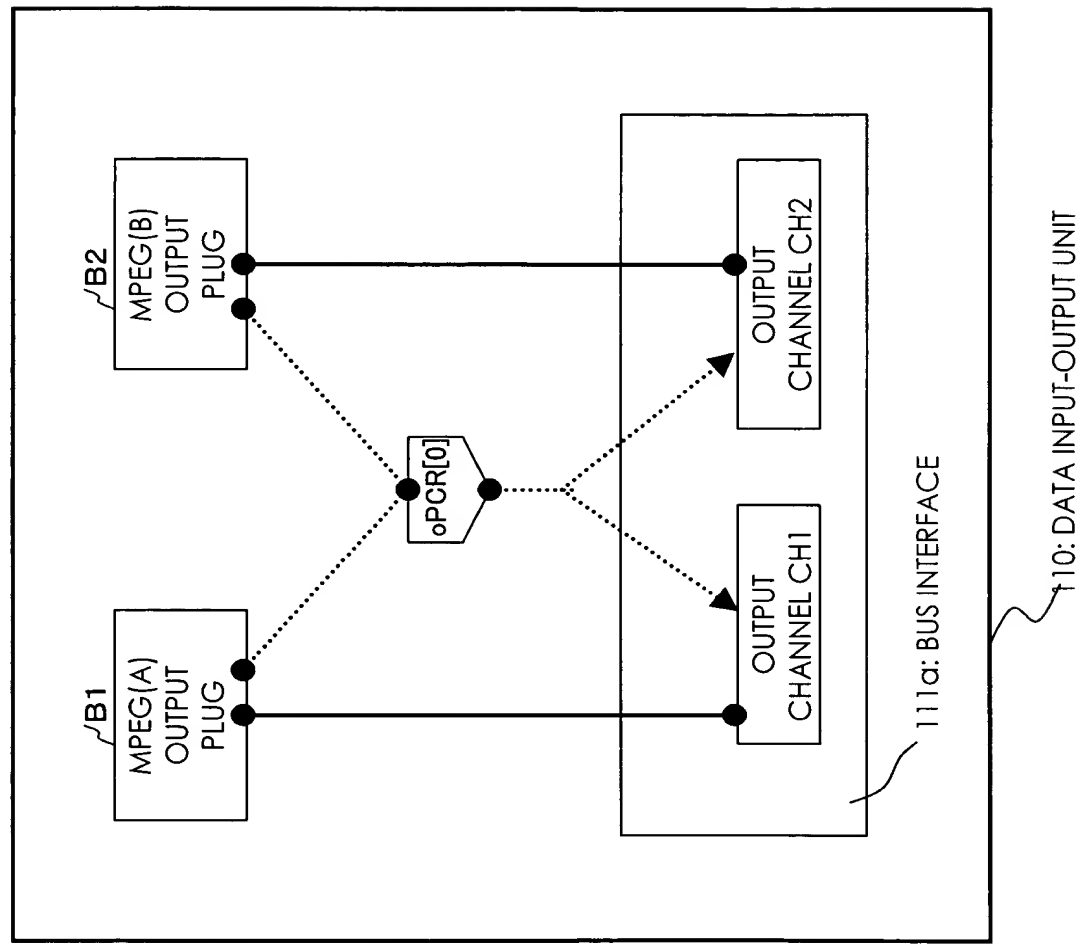 B1
MPEG(A)
OUTPUT
PLUG
B2
MPEG(B)
OUTPUT
PLUG
oPCR[0]
OUTPUT
CHANNEL CH1
OUTPUT
CHANNEL CH2
111a: BUS INTERFACE
110: DATA INPUT-OUTPUT UNIT